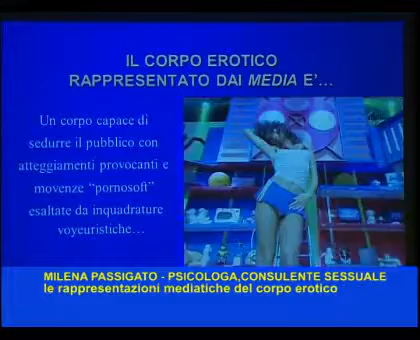 IL CORPO EROTICO
RAPPRESENTATO DAI MEDIA E'...
Un corpo capace di
sedurre il pubblico con
atteggiamenti provocanti e
movenze "pornosoft"
esaltate da inquadrature
voyeuristiche...
MILENA PASSIGATO - PSICOLOGA,CONSULENTE SESSUALE
le rappresentazioni mediatiche del corpo erotico